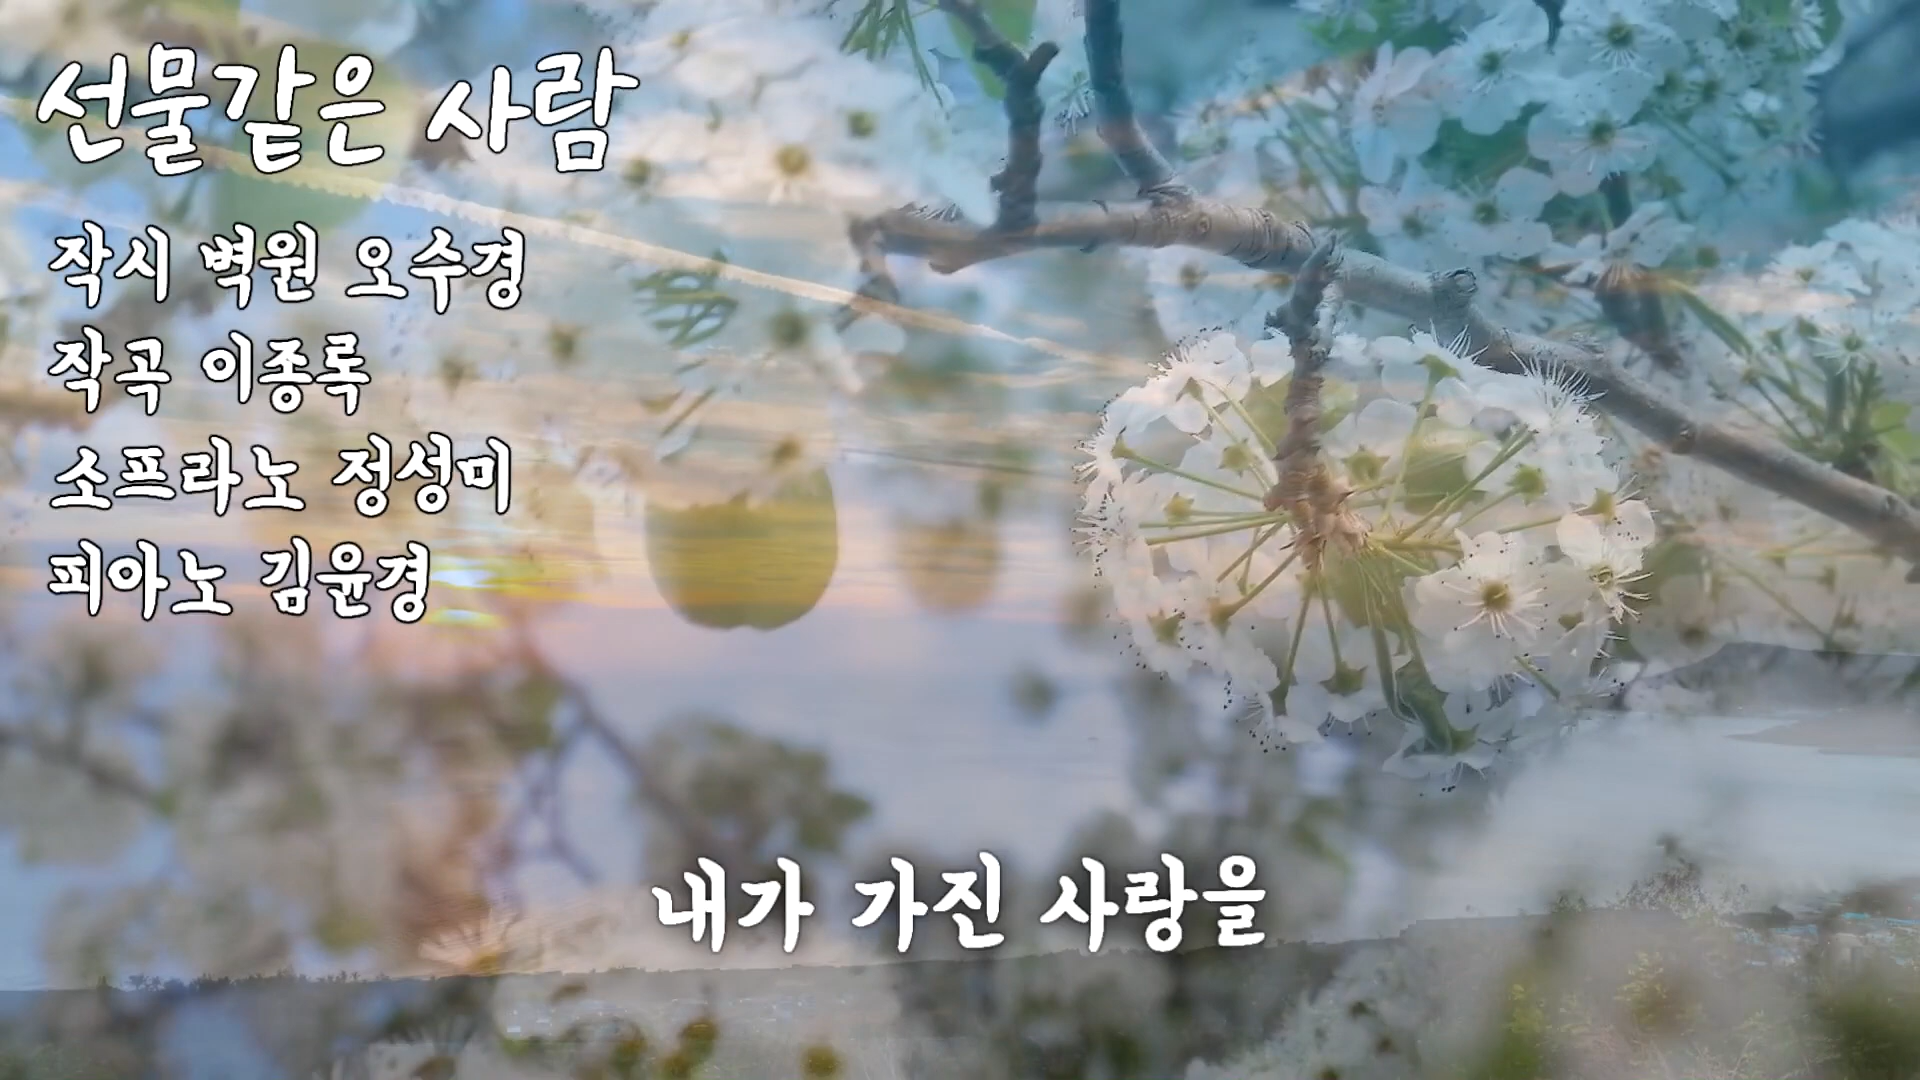 선물같은 사람
작시 벽원 오수경
작곡 이종록
소프라노 정성미
피아노 김윤경
내가 가진 사랑을